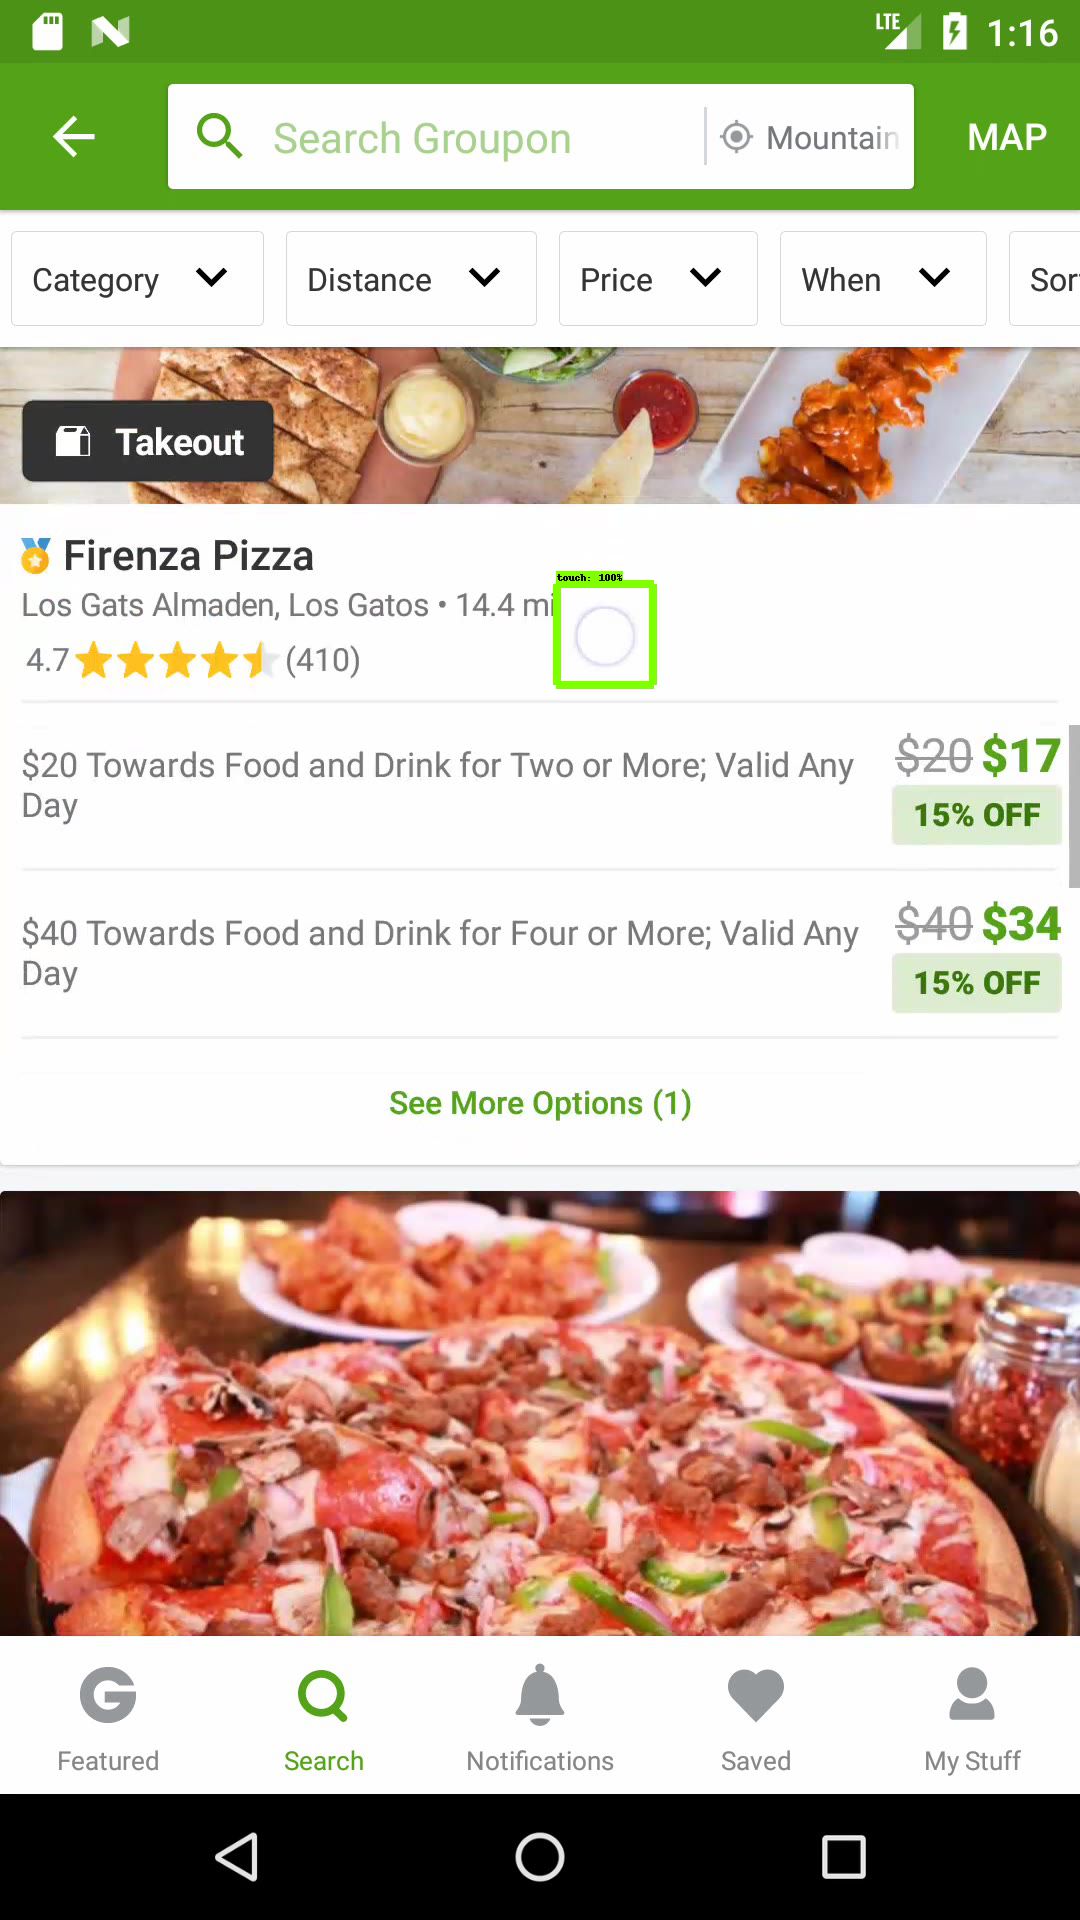 LTE 1:16
Search Groupon Mountain MAP
Category Distance Price When Sor
Takeout
Firenza Pizza
touch: 100%
Los Gats Almaden, Los Gatos • 14.4 mi
4.7 (410)
$20 Towards Food and Drink for Two or More; Valid Any
Day
$20 $17
15% OFF
$40 Towards Food and Drink for Four or More; Valid Any
Day
$40 $34
15% OFF
See More Options (1)
Featured Search Notifications Saved My Stuff